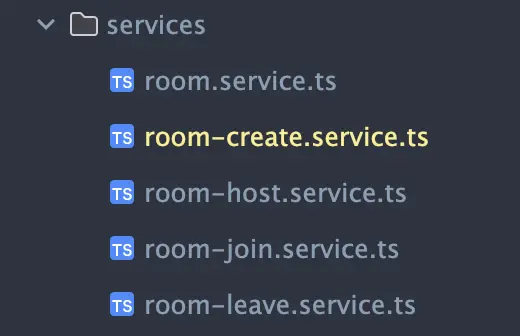 services
TS room.service.ts
TS room-create.service.ts
TS room-host.service.ts
TS room-join.service.ts
TS room-leave.service.ts